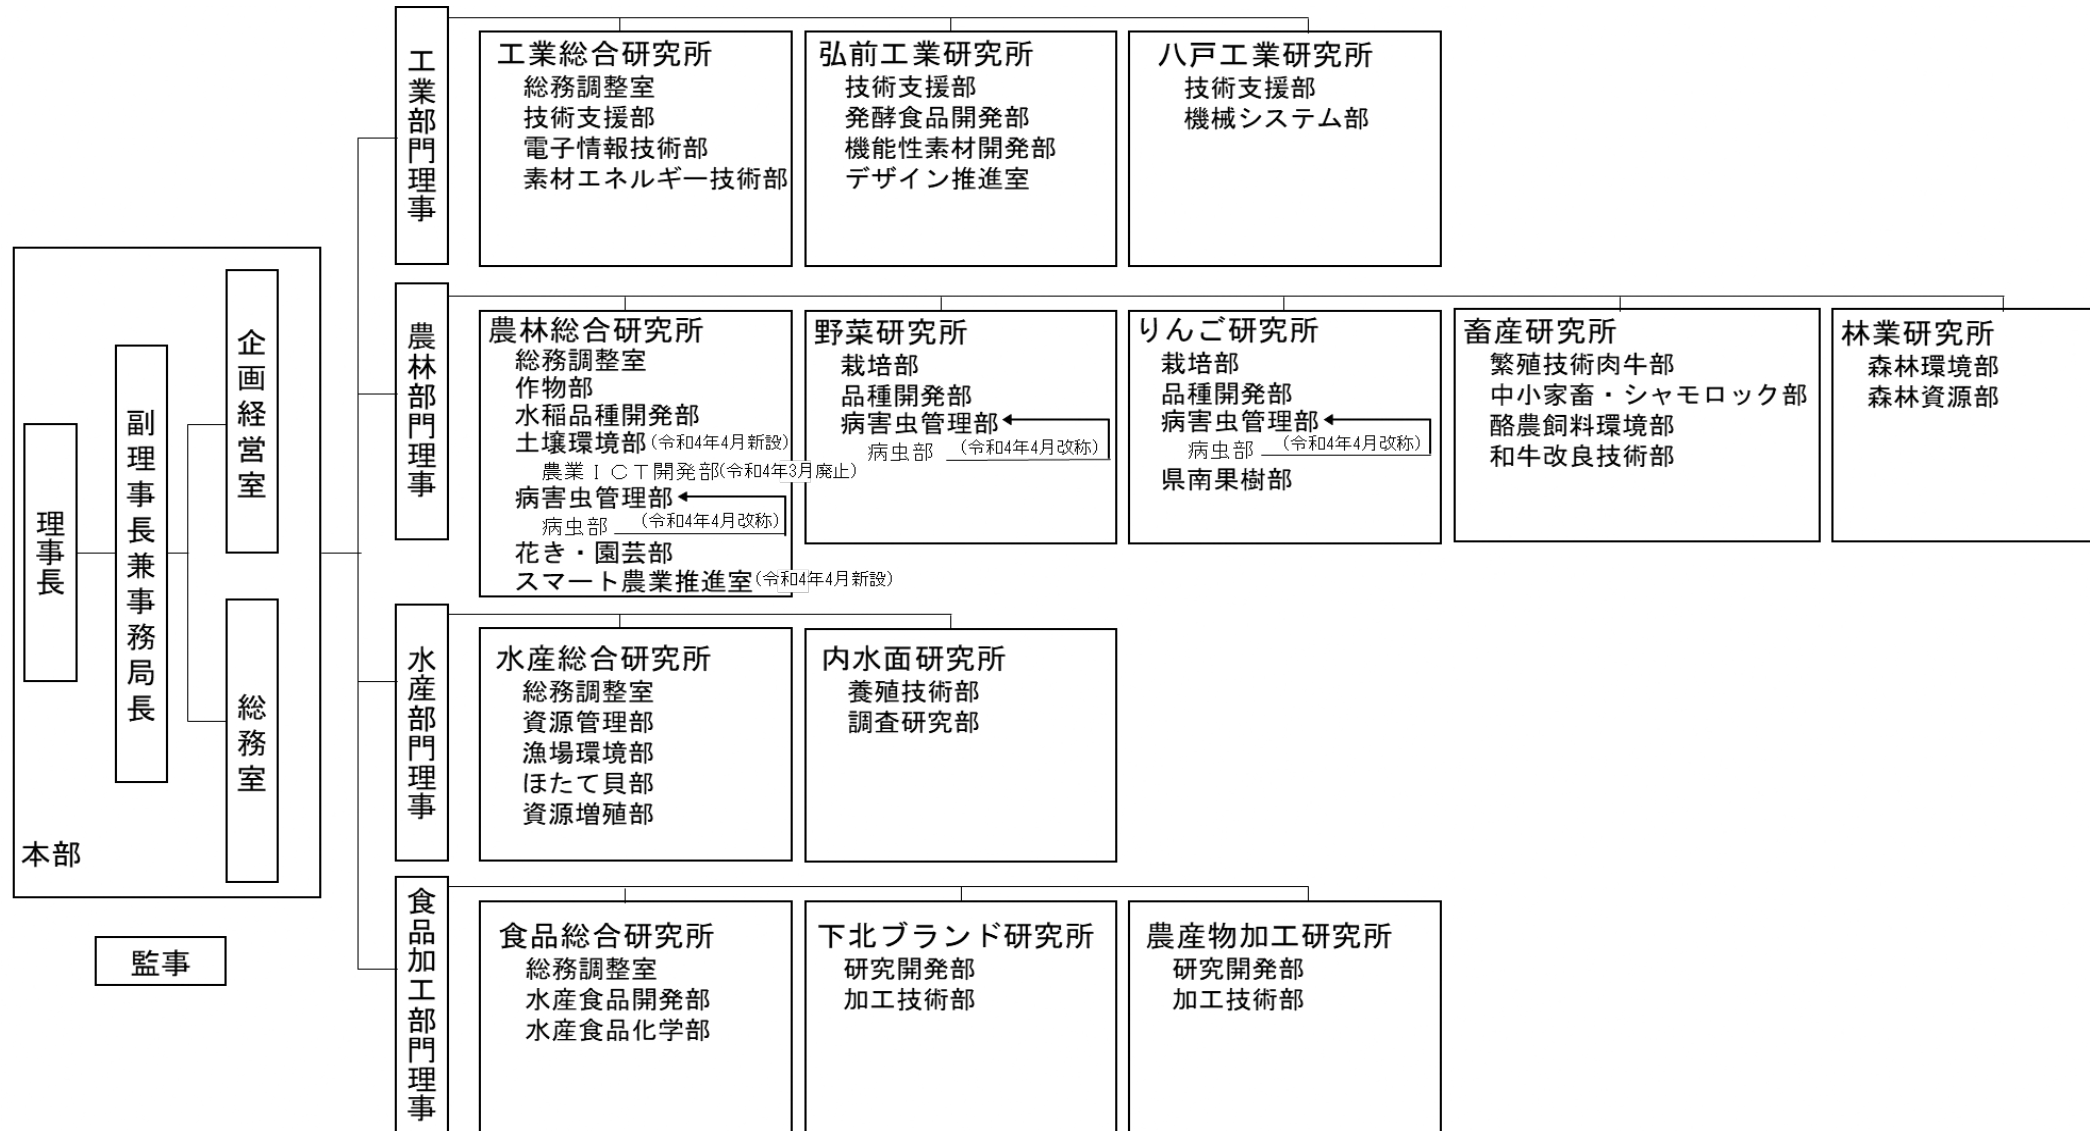 工業部門理事
工業総合研究所
総務調整室
技術支援部
電子情報技術部
素材エネルギー技術部
弘前工業研究所
技術支援部
発酵食品開発部
機能性素材開発部
デザイン推進室
八戸工業研究所
技術支援部
機械システム部
本部
理事長
副理事長兼事務局長
企画経営室
総務室
監事
農林部門理事
農林総合研究所
総務調整室
作物部
水稲品種開発部
土壌環境部(令和4年4月新設)
農業ICT開発部(令和4年3月廃止)
病害虫管理部
病虫部 (令和4年4月改称)
花き・園芸部
スマート農業推進室(令和4年4月新設)
野菜研究所
栽培部
品種開発部
病害虫管理部
病虫部 (令和4年4月改称)
りんご研究所
栽培部
品種開発部
病害虫管理部
病虫部 (令和4年4月改称)
県南果樹部
畜産研究所
繁殖技術肉牛部
中小家畜・シャモロック部
酪農飼料環境部
和牛改良技術部
林業研究所
森林環境部
森林資源部
水産部門理事
水産総合研究所
総務調整室
資源管理部
漁場環境部
ほたて貝部
資源増殖部
内水面研究所
養殖技術部
調査研究部
食品加工部門理事
食品総合研究所
総務調整室
水産食品開発部
水産食品化学部
下北ブランド研究所
研究開発部
加工技術部
農産物加工研究所
研究開発部
加工技術部